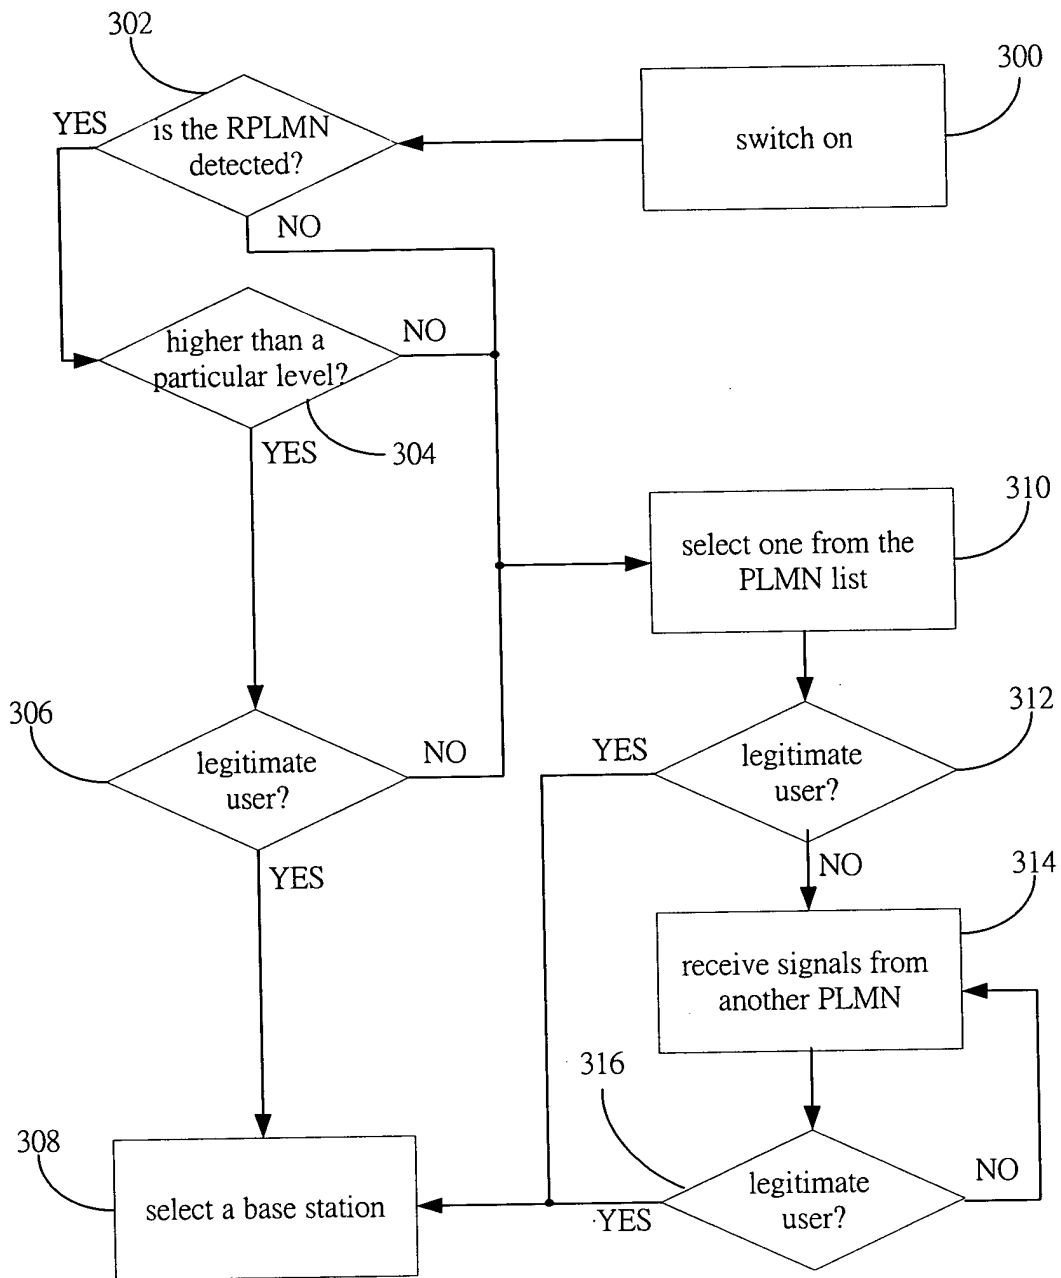 302
300
YES
is the RPLMN
detected?
switch on
NO
higher than a
particular level?
NO
YES
304
310
select one from the
PLMN list
306
legitimate
user?
NO
312
YES
legitimate
user?
YES
NO
314
receive signals from
another PLMN
316
308
select a base station
YES
legitimate
user?
NO